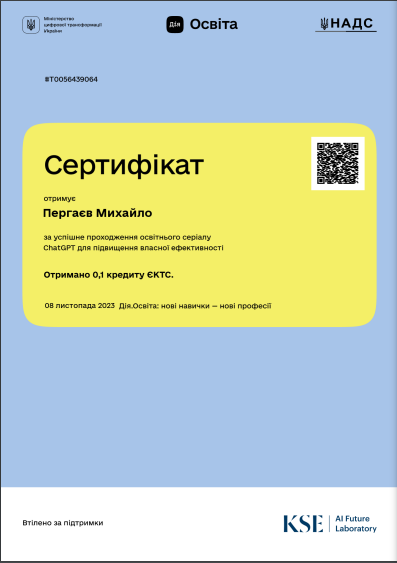 Міністерство
цифрової трансформації
України
Дія Освіта
НАДС
#T0056439064
Сертифікат
отримує
Пергаєв Михайло
за успішне проходження освітнього серіалу
ChatGPT для підвищення власної ефективності
Отримано 0,1 кредиту ЄКТС.
08 листопада 2023 Дія.Освіта: нові навички — нові професії
Втілено за підтримки
KSE
AI Future
Laboratory